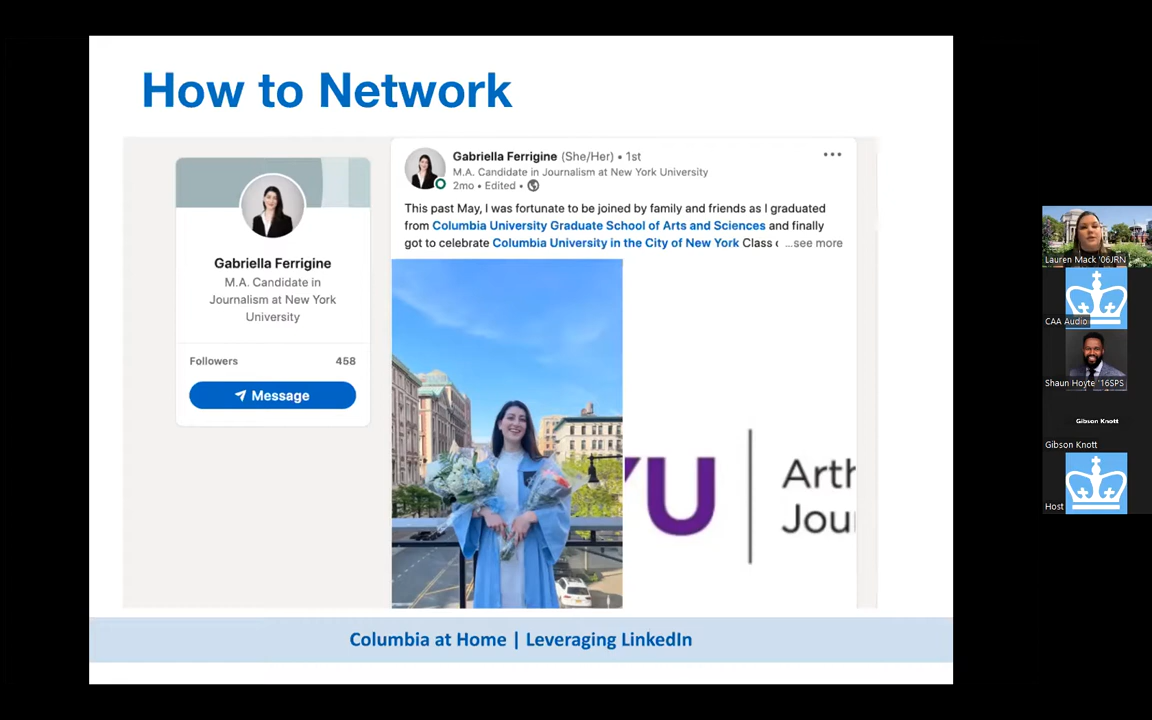 How to Network
Gabriella Ferrigine
M.A. Candidate in
Journalism at New York
University
Followers 458
Message
Gabriella Ferrigine (She/Her) • 1st
M.A. Candidate in Journalism at New York University
2mo • Edited •
This past May, I was fortunate to be joined by family and friends as I graduated
from Columbia University Graduate School of Arts and Sciences and finally
got to celebrate Columbia University in the City of New York Class c ...see more
YU
Arth
Jour
Columbia at Home | Leveraging LinkedIn
Lauren Mack '06JRN
CAA Audio
Shaun Hoyte '16SPS
Gibson Knott
Gibson Knott
Host